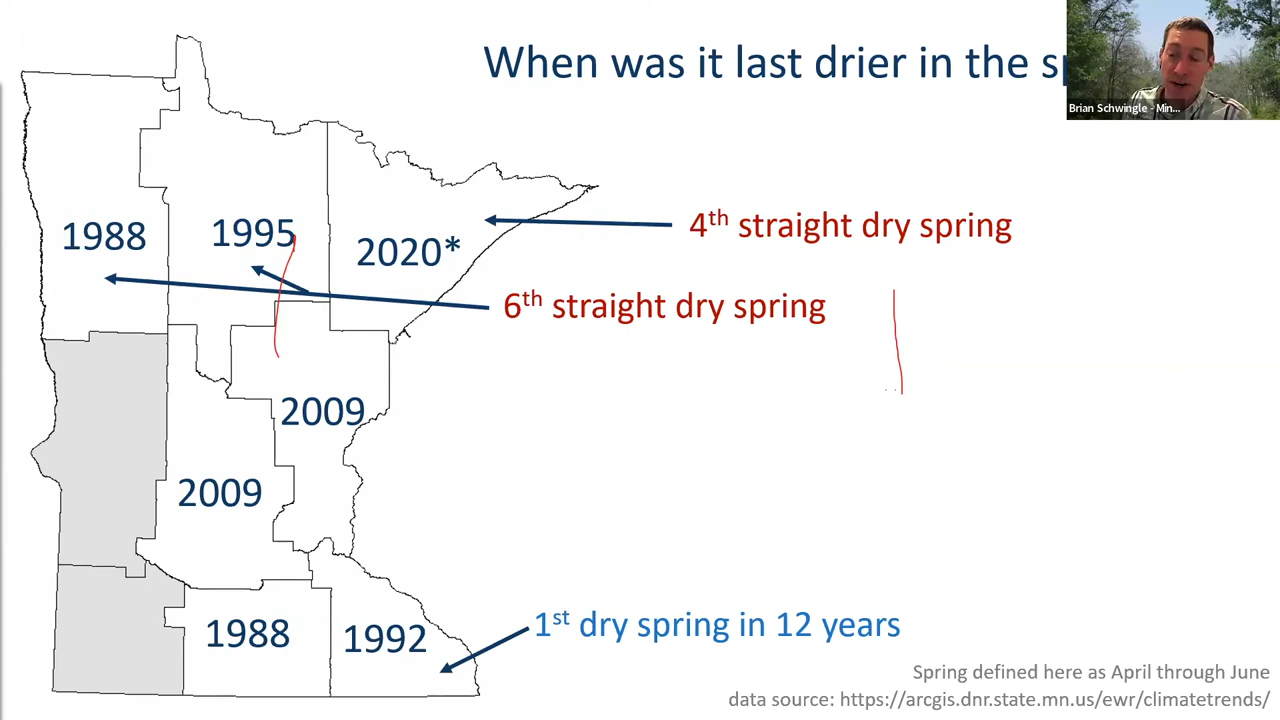 When was it last drier in the
Brian Schwingle - Min...
1988
1995
2020*
4th straight dry spring
6th straight dry spring
2009
2009
1988
1992
1st dry spring in 12 years
Spring defined here as April through June
data source: https://arcgis.dnr.state.mn.us/ewr/climatetrends/